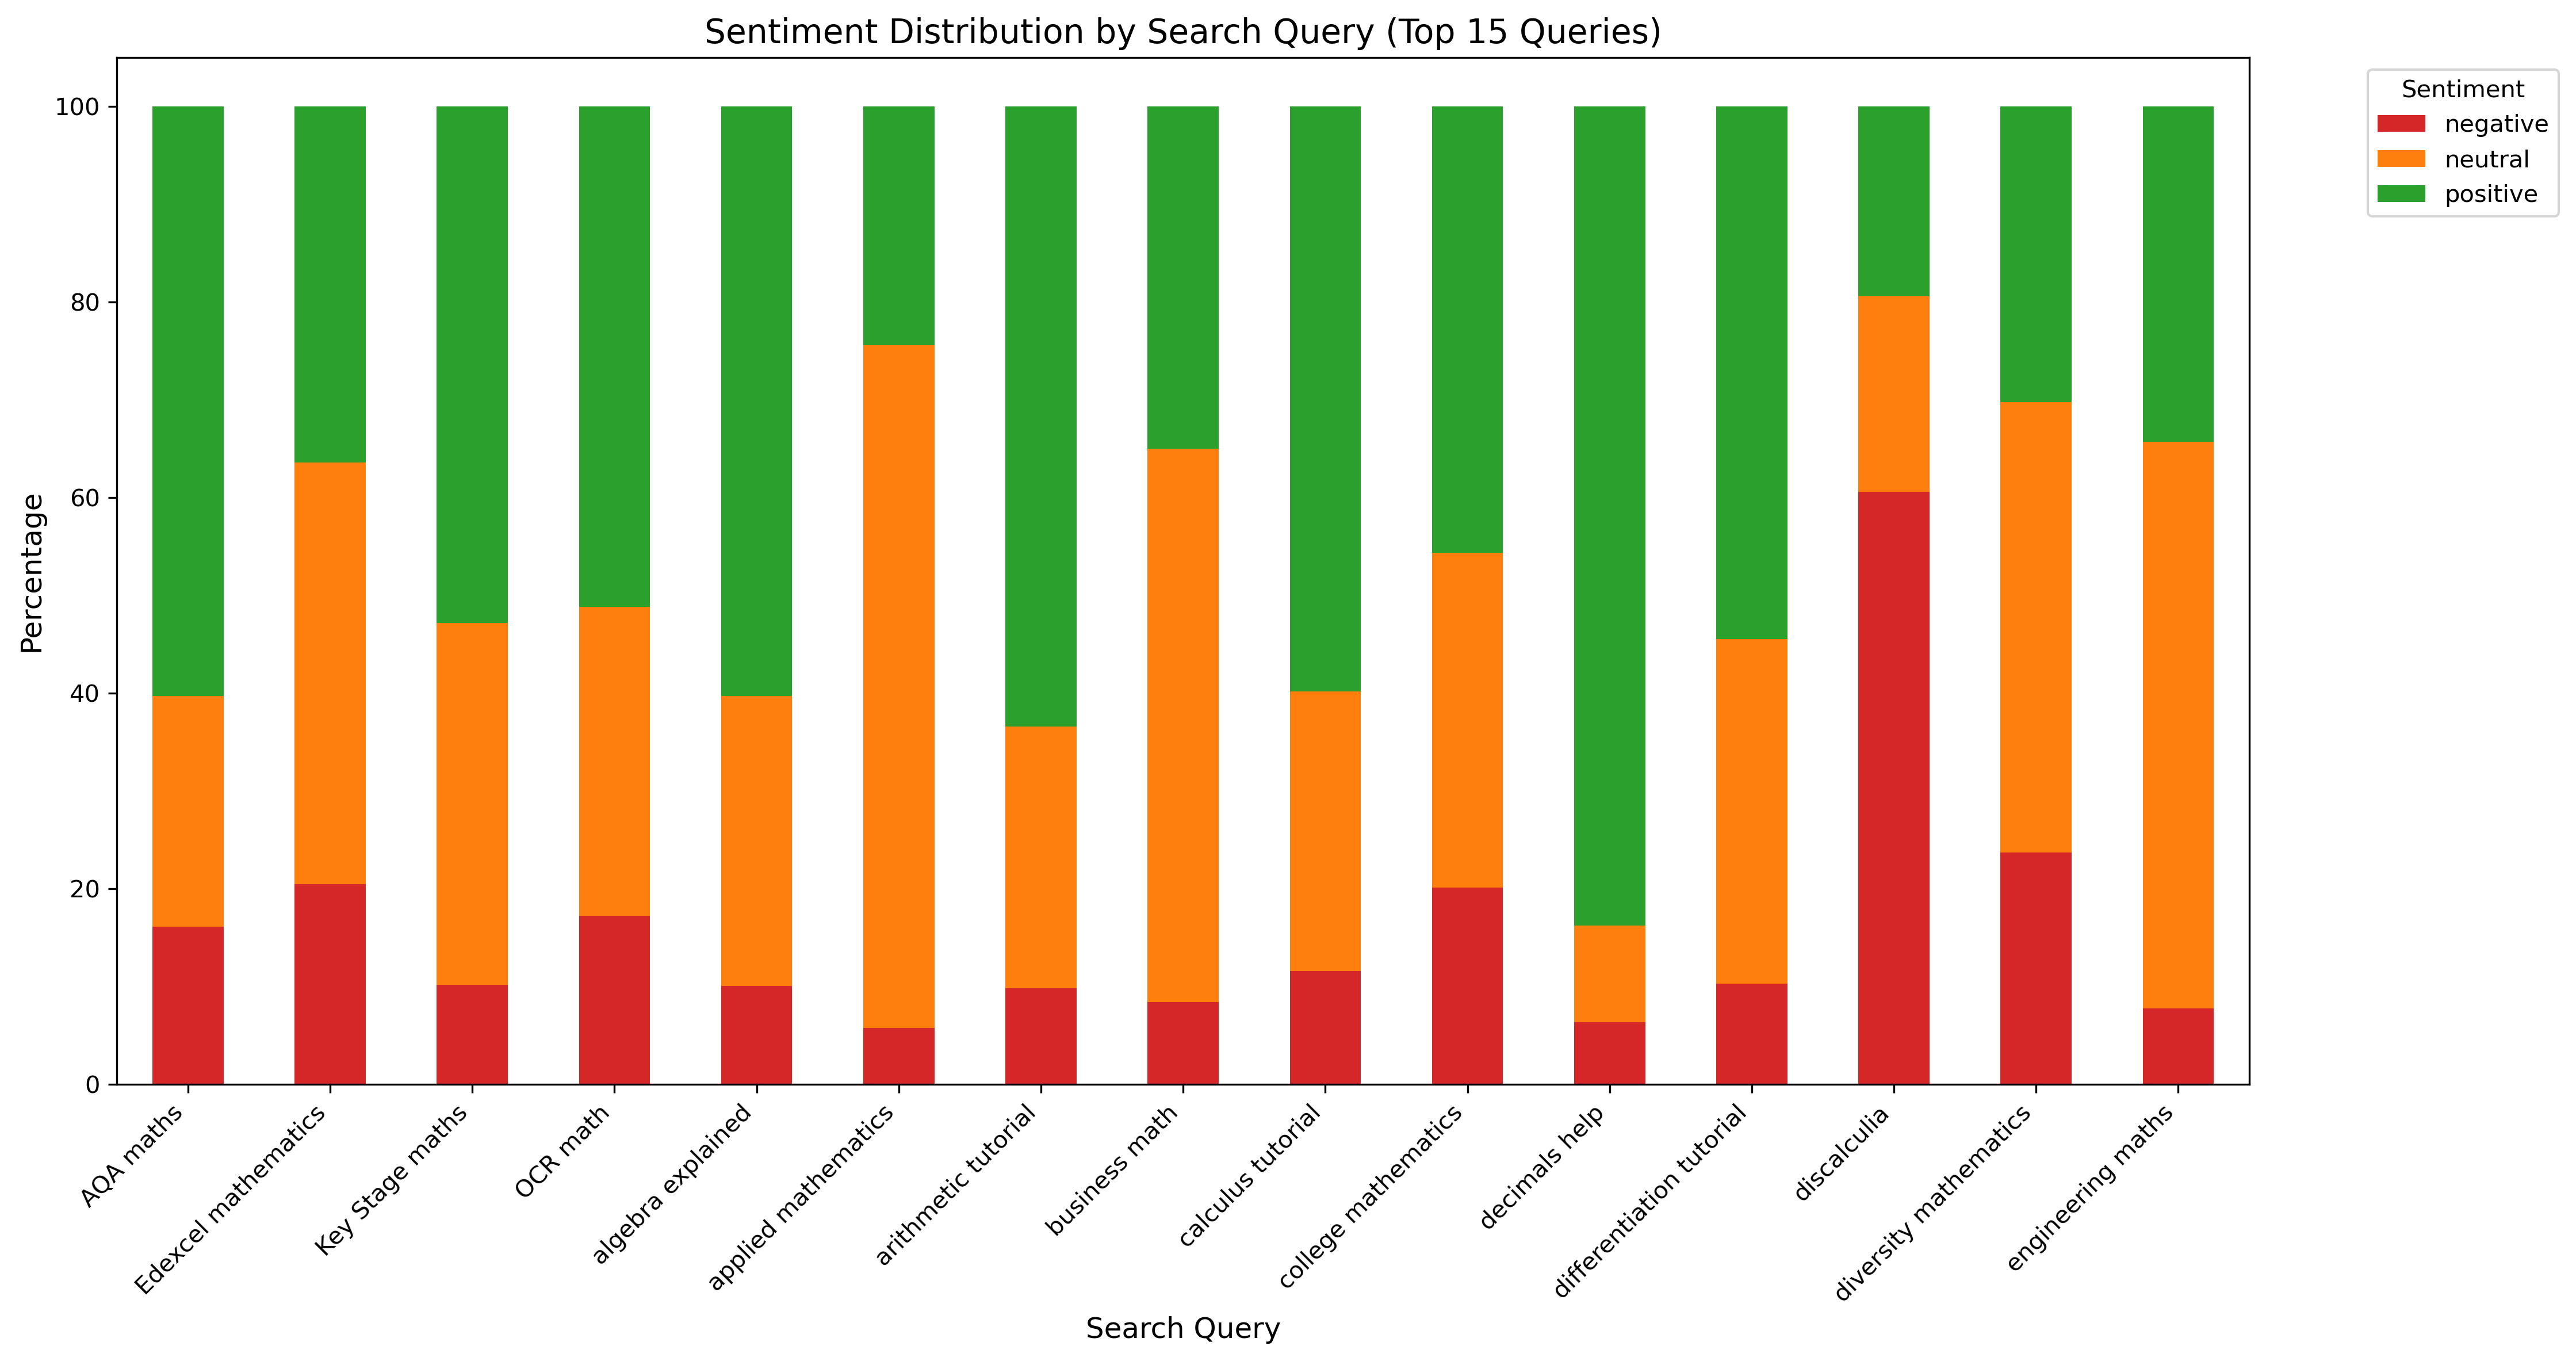 Sentiment Distribution by Search Query (Top 15 Queries)
Sentiment
negative
neutral
positive
Percentage
100
80
60
40
20
0
AQA maths
Edexcel mathematics
Key Stage maths
OCR math
algebra explained
applied mathematics
arithmetic tutorial
business math
calculus tutorial
college mathematics
decimals help
differentiation tutorial
discalculia
diversity mathematics
engineering maths
Search Query